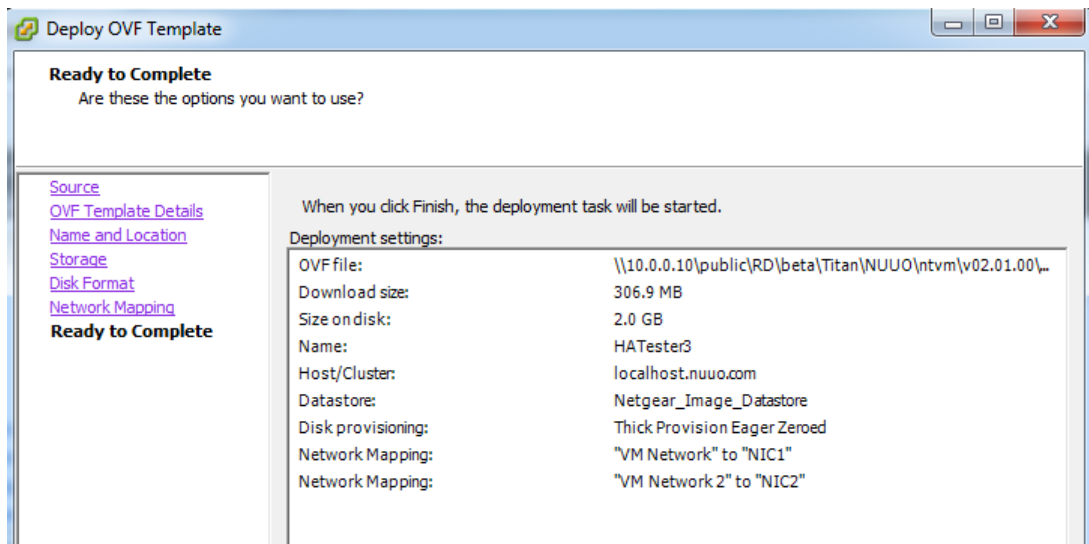 Deploy OVF Template
Ready to Complete
Are these the options you want to use?
Source
OVF Template Details
Name and Location
Storage
Disk Format
Network Mapping
Ready to Complete
When you click Finish, the deployment task will be started.
Deployment settings:
OVF file: \\10.0.0.10\public\RD\beta\Titan\NUUO\ntvm\v02.01.00\...
Download size: 306.9 MB
Size on disk: 2.0 GB
Name: HATester3
Host/Cluster: localhost.nuuo.com
Datastore: Netgear_Image_Datastore
Disk provisioning: Thick Provision Eager Zeroed
Network Mapping: "VM Network" to "NIC1"
Network Mapping: "VM Network 2" to "NIC2"